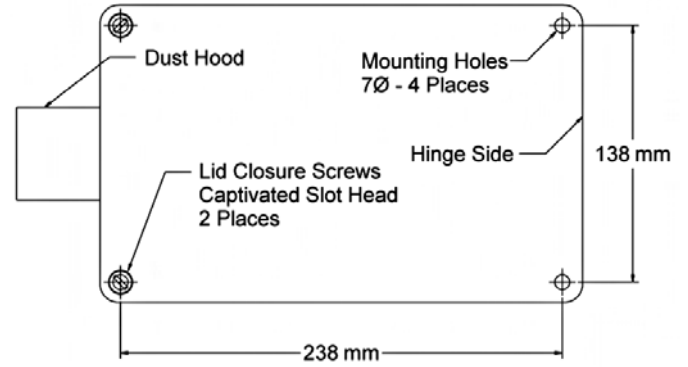 Dust Hood
Mounting Holes
7Ø - 4 Places
Hinge Side
138 mm
Lid Closure Screws
Captivated Slot Head
2 Places
238 mm